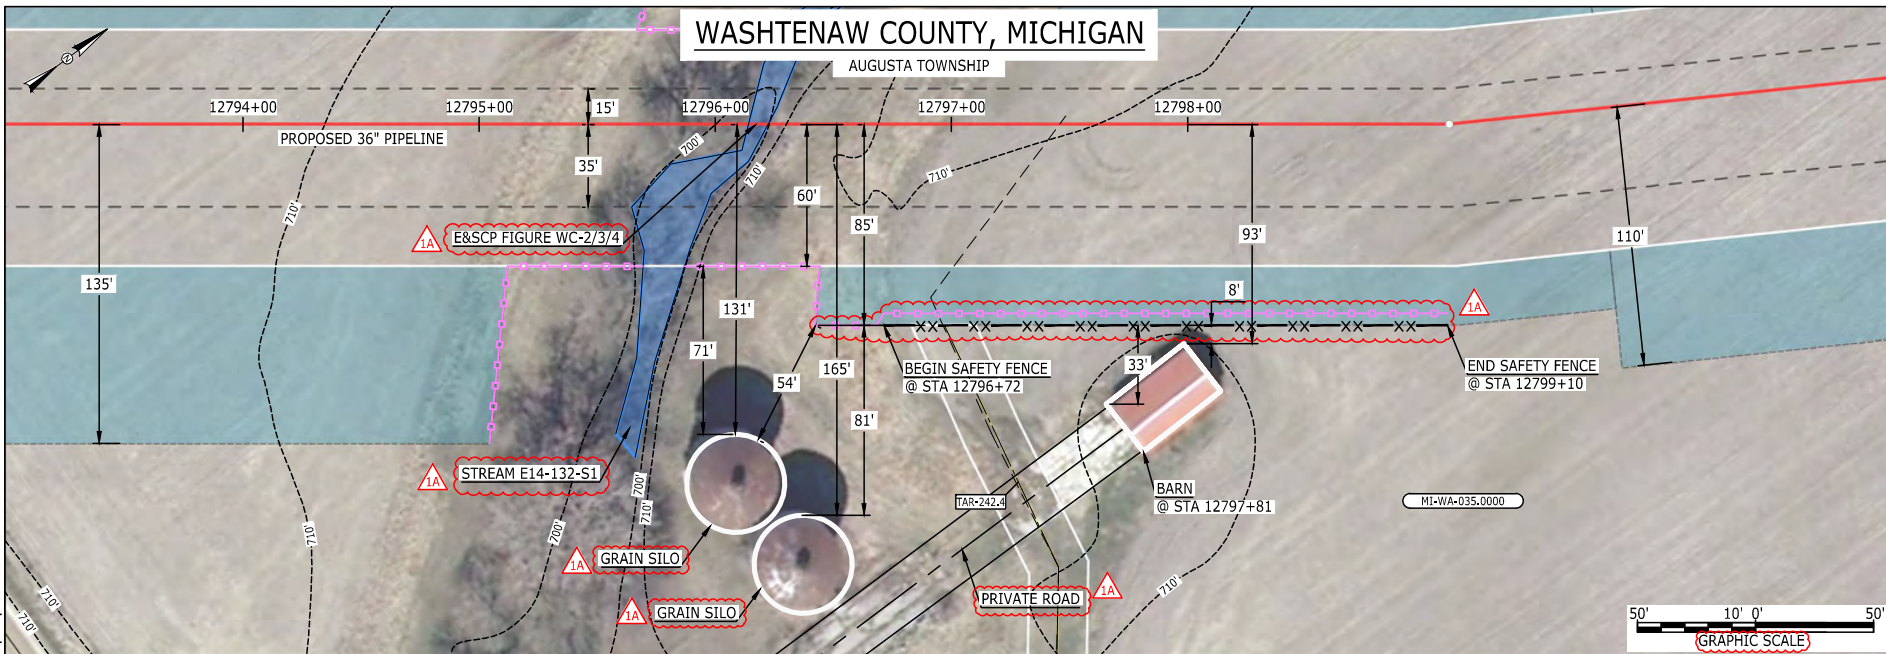 WASHTENAW COUNTY, MICHIGAN
AUGUSTA TOWNSHIP
N
12794+00
12795+00
12796+00
12797+00
12798+00
15'
PROPOSED 36" PIPELINE
35'
700'
710'
710'
710'
60'
85'
93'
110'
1A
E&SCP FIGURE WC-2/3/4
135'
131'
8'
1A
71'
54'
165'
33'
BEGIN SAFETY FENCE
@ STA 12796+72
END SAFETY FENCE
@ STA 12799+10
81'
1A
STREAM E14-132-S1
700'
710'
TAR-242.4
BARN
@ STA 12797+81
MI-WA-035.0000
710'
700'
1A
GRAIN SILO
1A
GRAIN SILO
PRIVATE ROAD
1A
710'
710'
710'
50'
10'
0'
50'
GRAPHIC SCALE